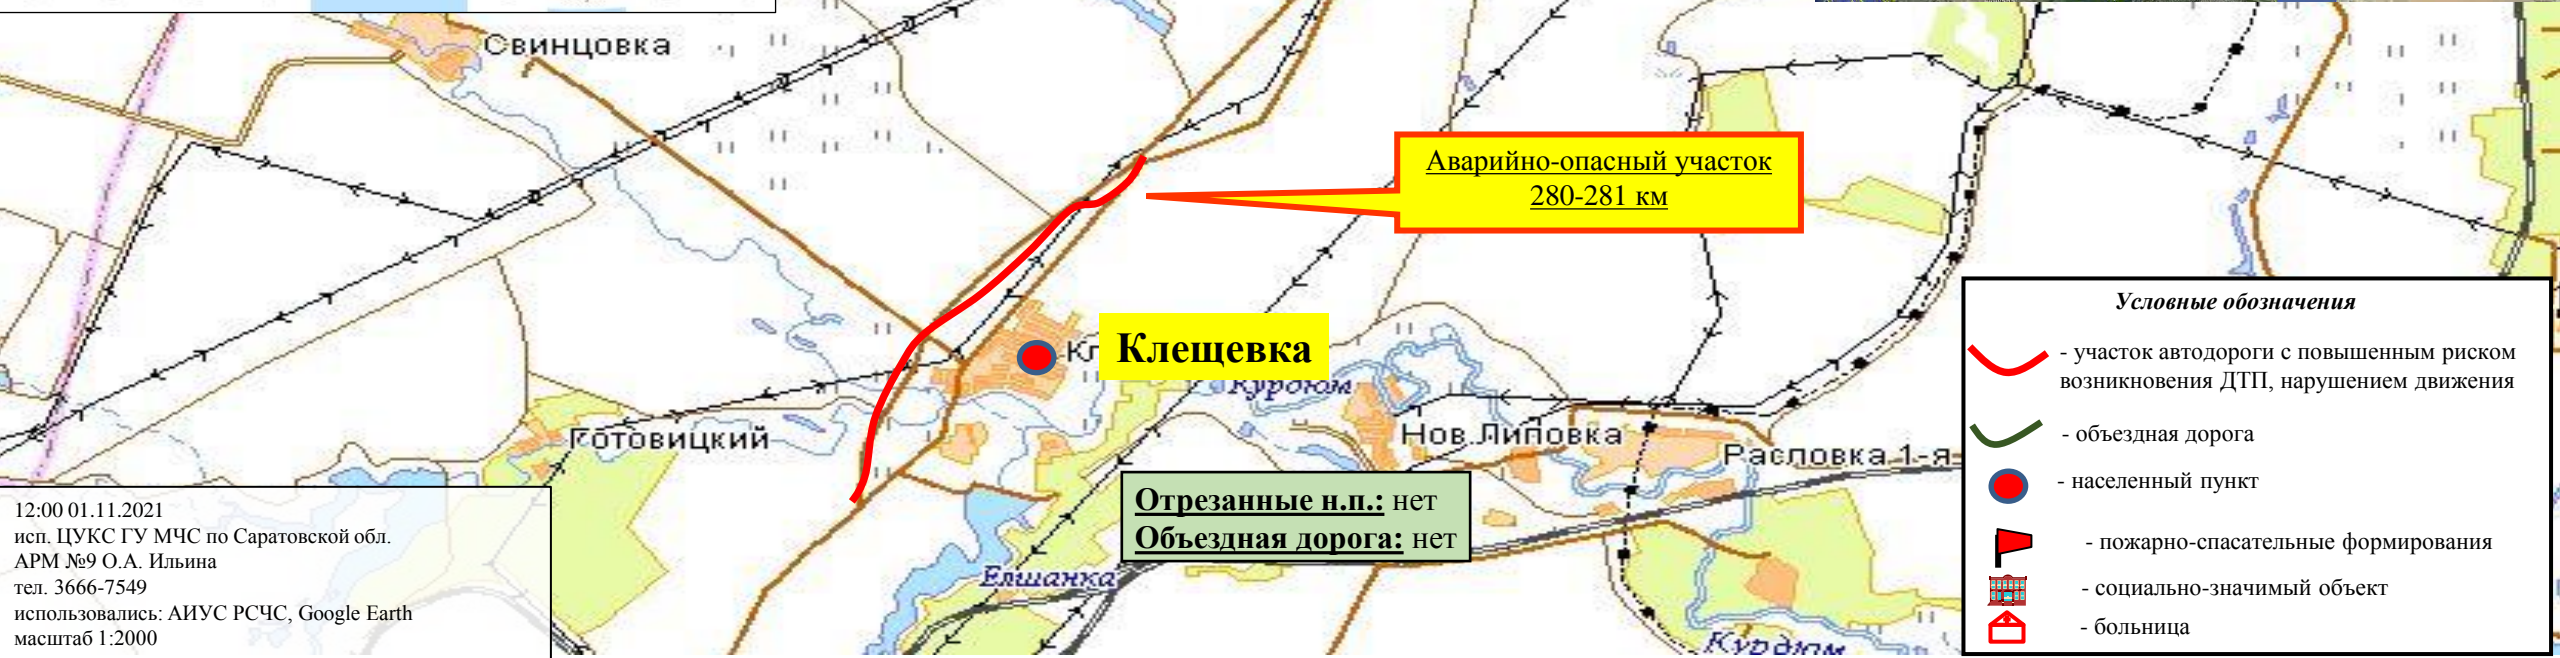 Свинцовка
Аварийно-опасный участок
280-281 км
Условные обозначения
- участок автодороги с повышенным риском
возникновения ДТП, нарушением движения
- объездная дорога
- населенный пункт
- пожарно-спасательные формирования
- социально-значимый объект
- больница
Кл
Клещевка
Курдюм
Готовицкий
Нов.Липовка
Расловка 1-я
Отрезанные н.п.: нет
Объездная дорога: нет
Елшанка
Курдюм
12:00 01.11.2021
исп. ЦУКС ГУ МЧС по Саратовской обл.
АРМ №9 О.А. Ильина
тел. 3666-7549
использовались: АИУС РСЧС, Google Earth
масштаб 1:2000